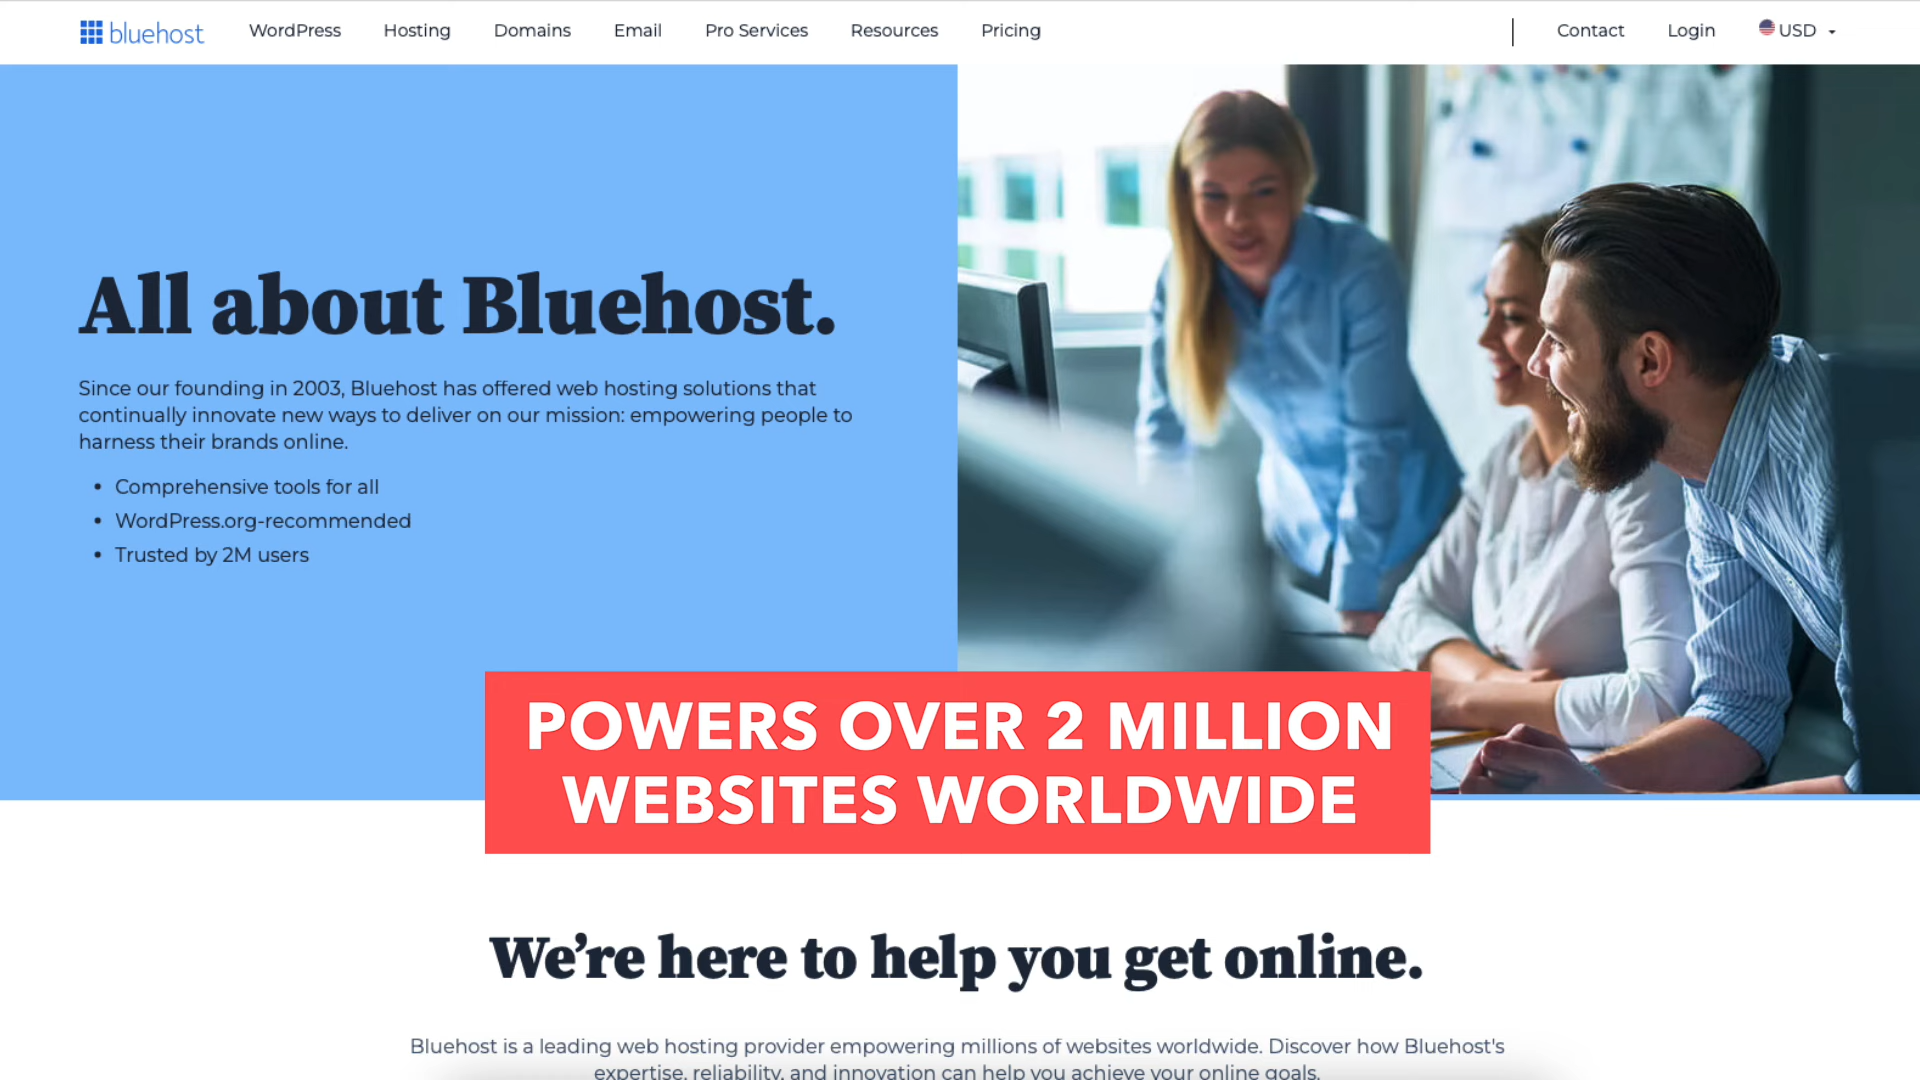 bluehost
WordPress
Hosting
Domains
Email
Pro Services
Resources
Pricing
Contact
Login
USD
All about Bluehost.
Since our founding in 2003, Bluehost has offered web hosting solutions that
continually innovate new ways to deliver on our mission: empowering people to
harness their brands online.
• Comprehensive tools for all
• WordPress.org-recommended
• Trusted by 2M users
POWERS OVER 2 MILLION
WEBSITES WORLDWIDE
We’re here to help you get online.
Bluehost is a leading web hosting provider empowering millions of websites worldwide. Discover how Bluehost's
expertise, reliability, and innovation can help you achieve your online goals.